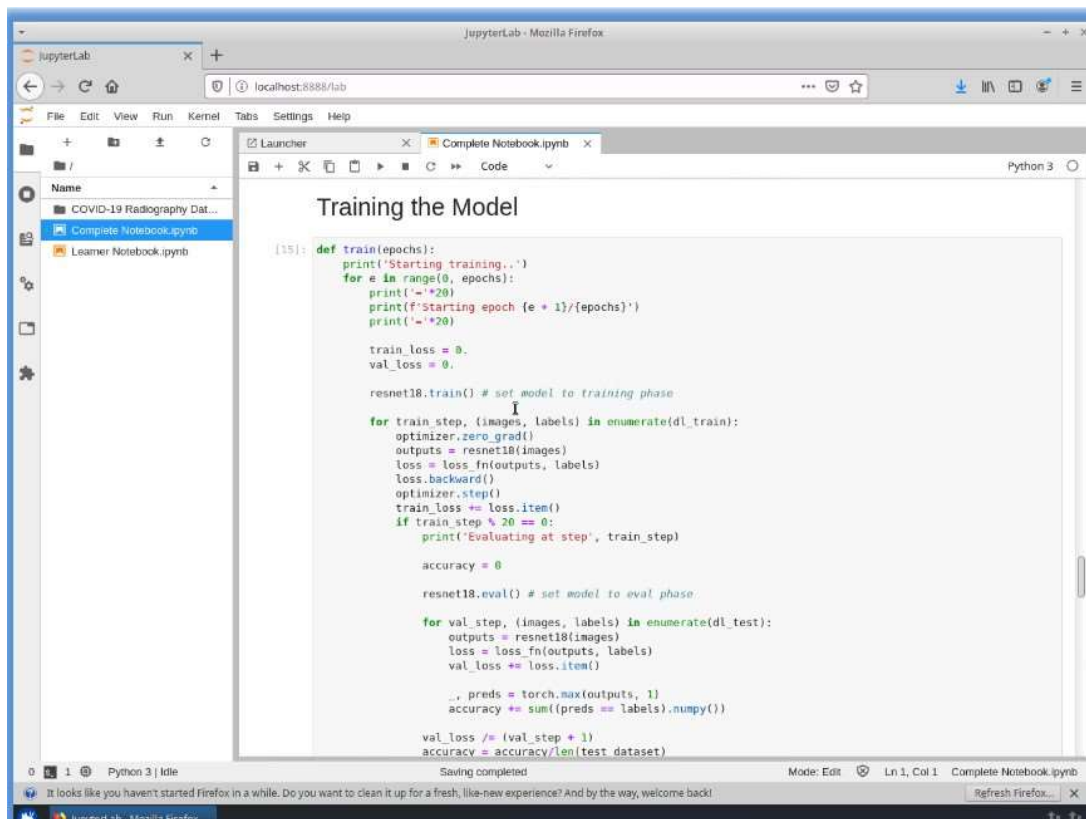 JupyterLab - Mozilla Firefox
JupyterLab
localhost:8888/lab
File Edit View Run Kernel Tabs Settings Help
Launcher
Complete Notebook.ipynb
Code
Python 3
/
Name
COVID-19 Radiography Dat...
Complete Notebook.ipynb
Learner Notebook.ipynb
Training the Model
[15]: def train(epochs):
print('Starting training..')
for e in range(0, epochs):
print('='*20)
print(f'Starting epoch {e + 1}/{epochs}')
print('='*20)
train_loss = 0.
val_loss = 0.
resnet18.train() # set model to training phase
for train_step, (images, labels) in enumerate(dl_train):
optimizer.zero_grad()
outputs = resnet18(images)
loss = loss_fn(outputs, labels)
loss.backward()
optimizer.step()
train_loss += loss.item()
if train_step % 20 == 0:
print('Evaluating at step', train_step)
accuracy = 0
resnet18.eval() # set model to eval phase
for val_step, (images, labels) in enumerate(dl_test):
outputs = resnet18(images)
loss = loss_fn(outputs, labels)
val_loss += loss.item()
_, preds = torch.max(outputs, 1)
accuracy += sum((preds == labels).numpy())
val_loss /= (val_step + 1)
accuracy = accuracy/len(test_dataset)
0 1 Python 3 | Idle Saving completed Mode: Edit Ln 1, Col 1 Complete Notebook.ipynb
It looks like you haven't started Firefox in a while. Do you want to clean it up for a fresh, like-new experience? And by the way, welcome back! Refresh Firefox...
JupyterLab - Mozilla Firefox